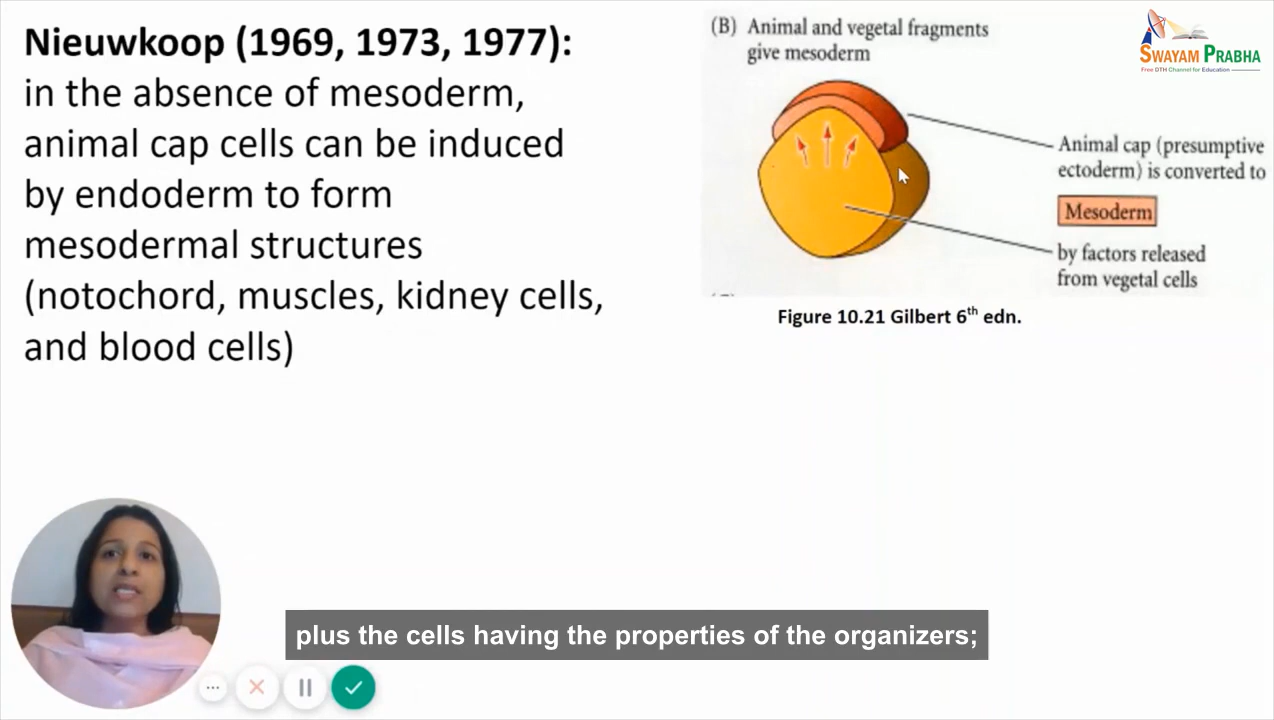 Nieuwkoop (1969, 1973, 1977):
in the absence of mesoderm,
animal cap cells can be induced
by endoderm to form
mesodermal structures
(notochord, muscles, kidney cells,
and blood cells)
(B) Animal and vegetal fragments
give mesoderm
SWAYAM PRABHA
Free DTH Channel for Education
Animal cap (presumptive
ectoderm) is converted to
Mesoderm
by factors released
from vegetal cells
Figure 10.21 Gilbert 6th edn.
plus the cells having the properties of the organizers;